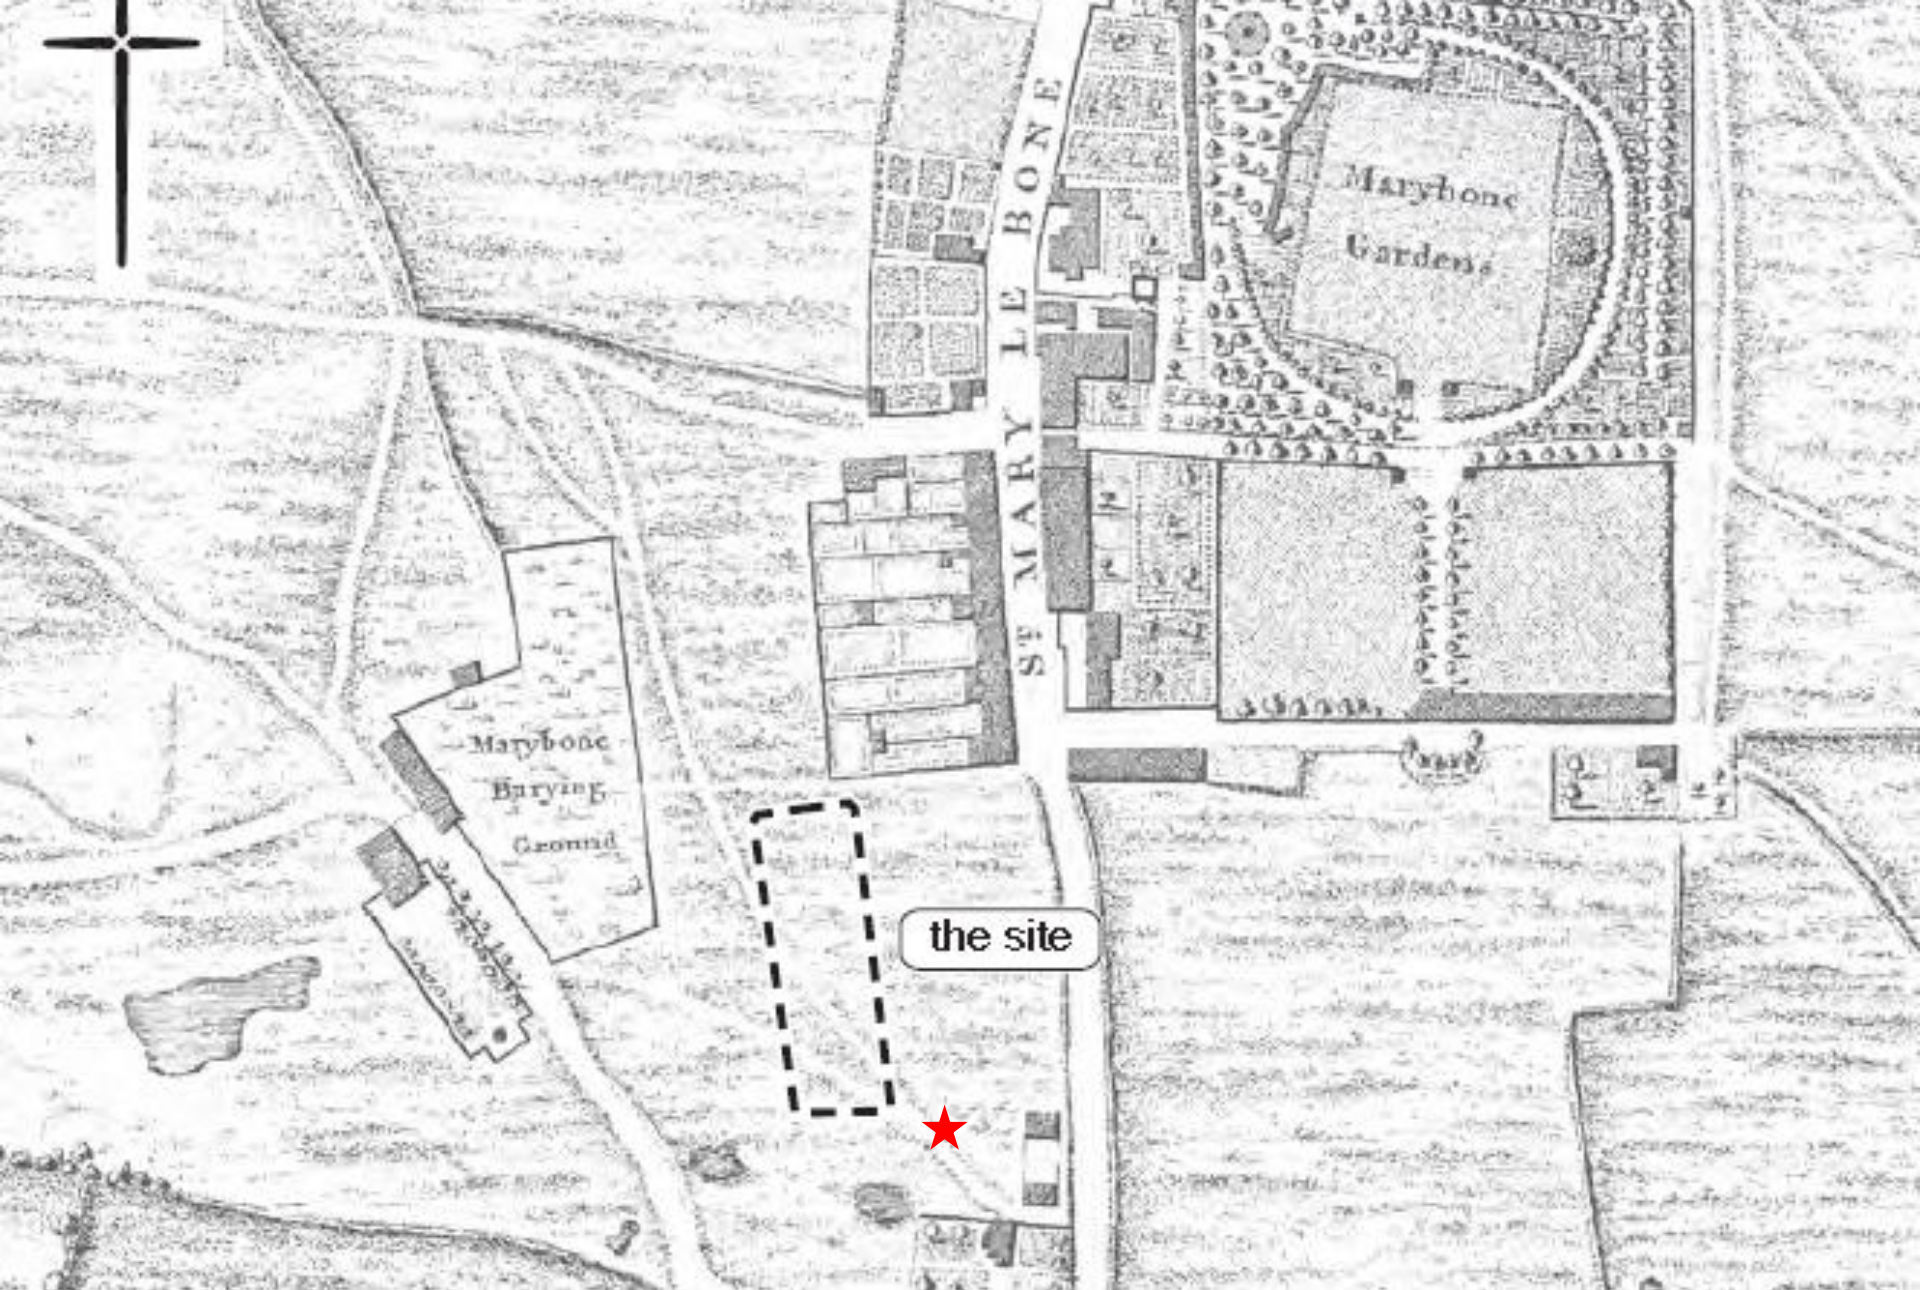 ST MARY LE BONE
Marybone
Gardens
Marybone
Burying
Ground
the site